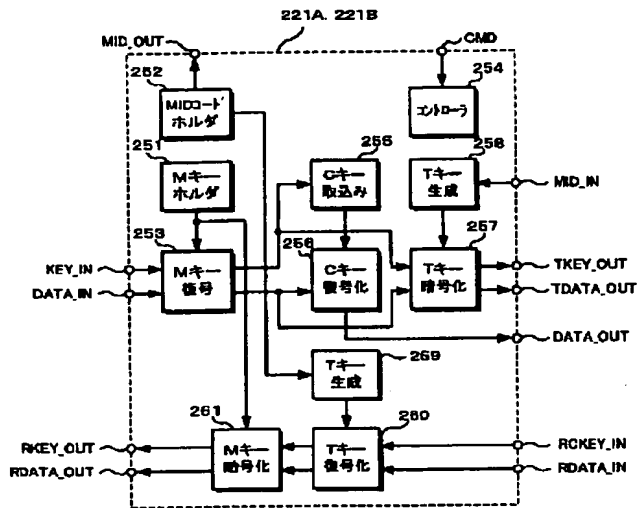 221A. 221B
MID_OUT
CMD
252
254
MIDコード
ホルダ
コントローラ
251
255
258
Mキー
ホルダ
Cキー
取込み
Tキー
生成
MID_IN
253
256
257
KEY_IN
DATA_IN
Mキー
復号
Cキー
復号化
Tキー
暗号化
TKEY_OUT
TDATA_OUT
DATA_OUT
259
Tキー
生成
261
260
RKEY_OUT
RDATA_OUT
Mキー
暗号化
Tキー
復号化
RCKEY_IN
RDATA_IN